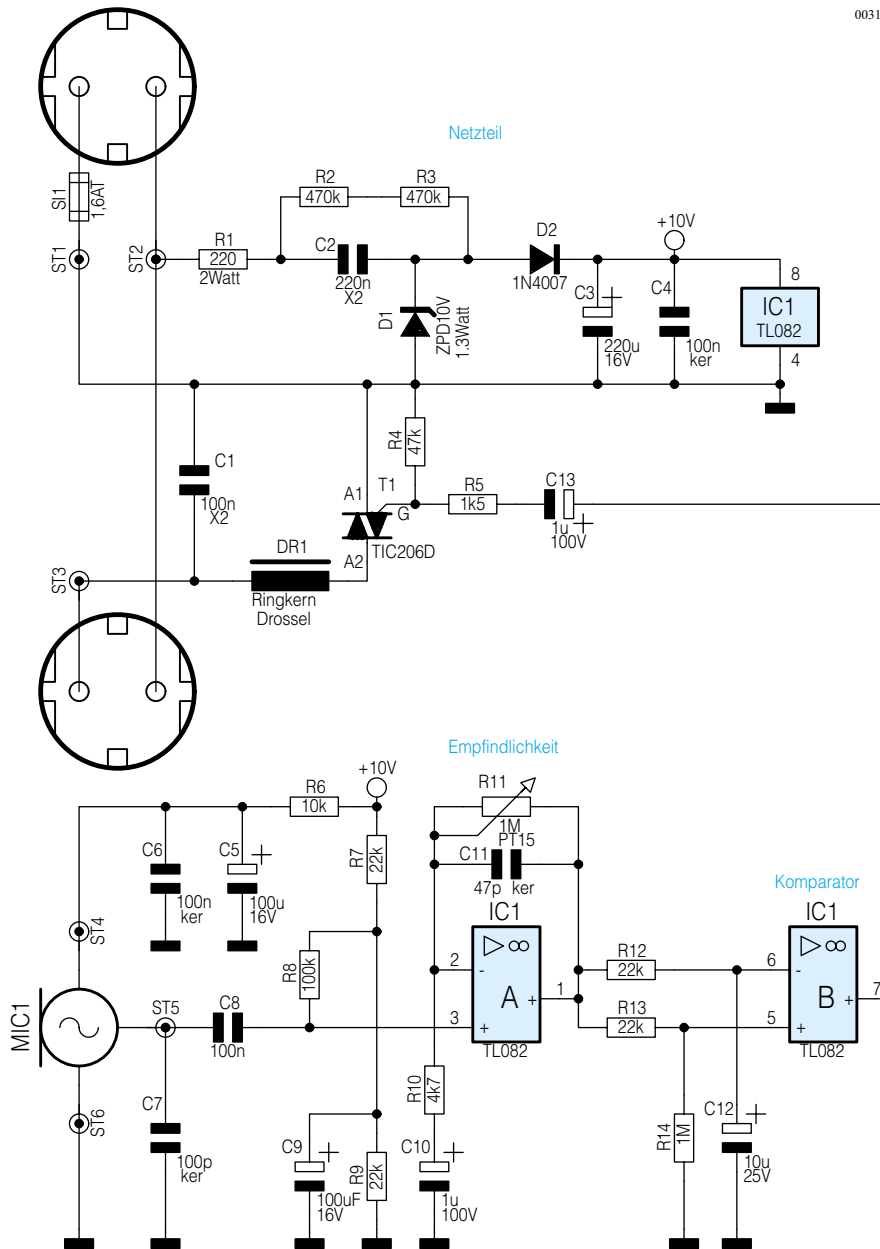 0031
Netzteil
SI1
1,6AT
ST1
ST2
R1
220
2Watt
R2
470k
R3
470k
C2
220n
X2
D2
1N4007
+10V
D1
ZPD10V
1.3Watt
C3
+
220u
16V
C4
100n
ker
8
IC1
TL082
4
C1
100n
X2
R4
47k
A1
T1
G
A2
TIC206D
R5
1k5
C13
1u
+
100V
ST3
DR1
Ringkern
Drossel
Empfindlichkeit
+10V
R6
10k
R7
22k
C6
100n
ker
C5
+
100u
16V
ST4
R8
100k
MIC1
ST5
C8
100n
ST6
C7
100p
ker
C9
+
100uF
16V
R9
22k
R10
4k7
C10
+
1u
100V
R11
1M
PT15
C11
47p
ker
IC1
▷∞
2
-
A
+
1
3
+
TL082
R12
22k
R13
22k
Komparator
IC1
▷∞
6
-
B
+
7
5
+
TL082
R14
1M
C12
+
10u
25V